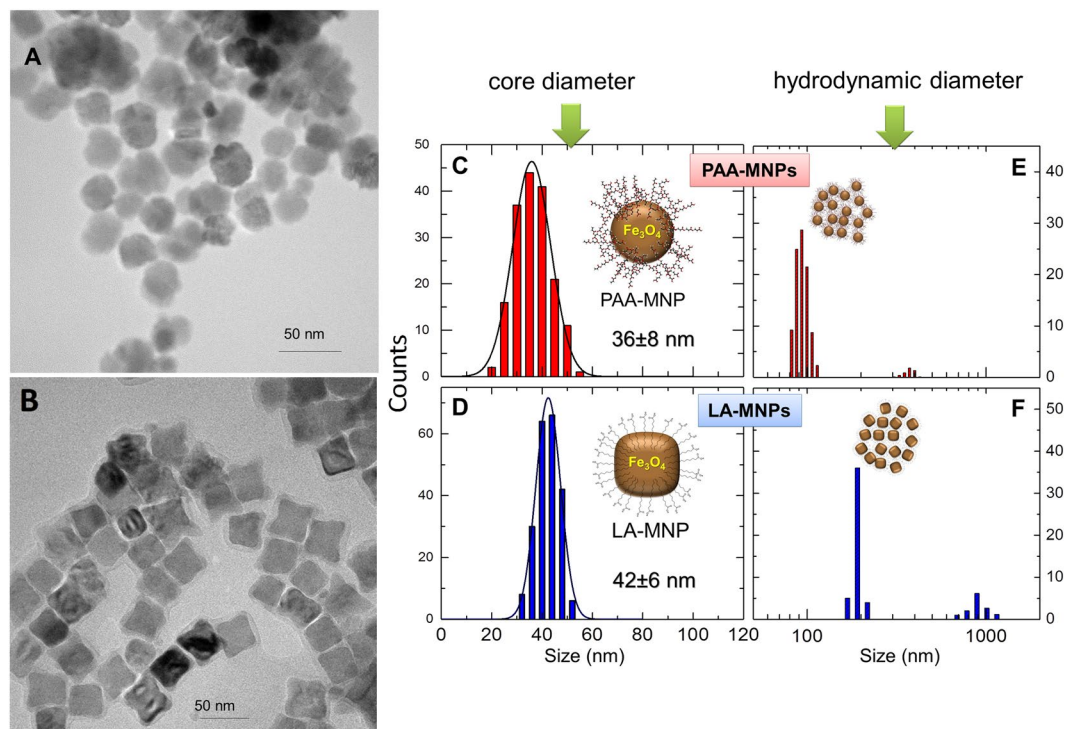 A
50 nm
B
50 nm
core diameter
hydrodynamic diameter
PAA-MNPs
C
Fe₃O₄
PAA-MNP
36±8 nm
50
40
30
20
10
0
E
40
30
20
10
0
LA-MNPs
D
Fe₃O₄
LA-MNP
42±6 nm
60
40
20
0
F
50
40
30
20
10
0
Counts
0 20 40 60 80 100 120
Size (nm)
100 1000
Size (nm)